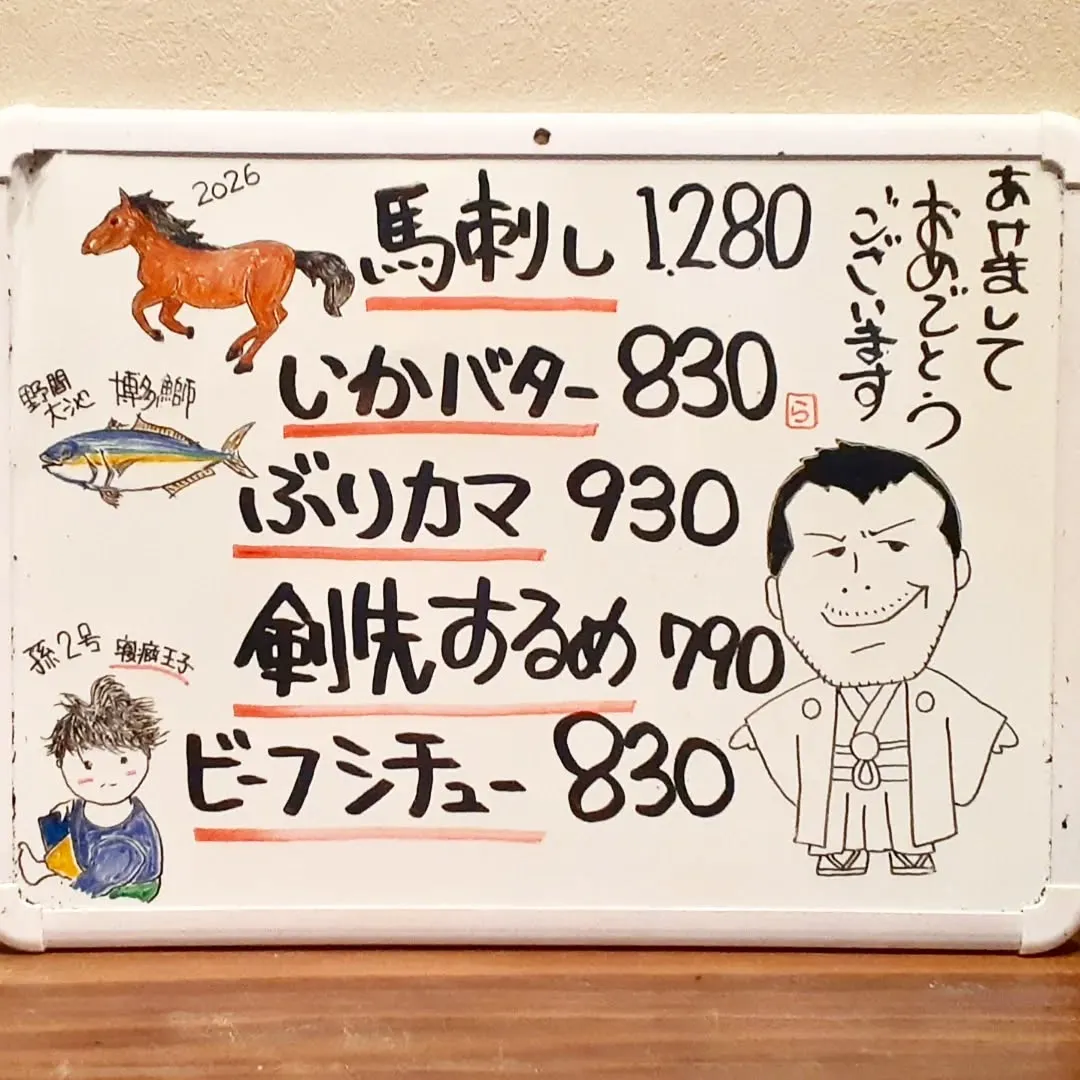 あけまして
おめでとう
ございます
2026
馬刺し 1280
いかバター 830
ら
野間
大池
博多鰤師
ぶりカマ 930
剣先するめ 790
孫2号 寝癖王子
ビーフシチュー 830